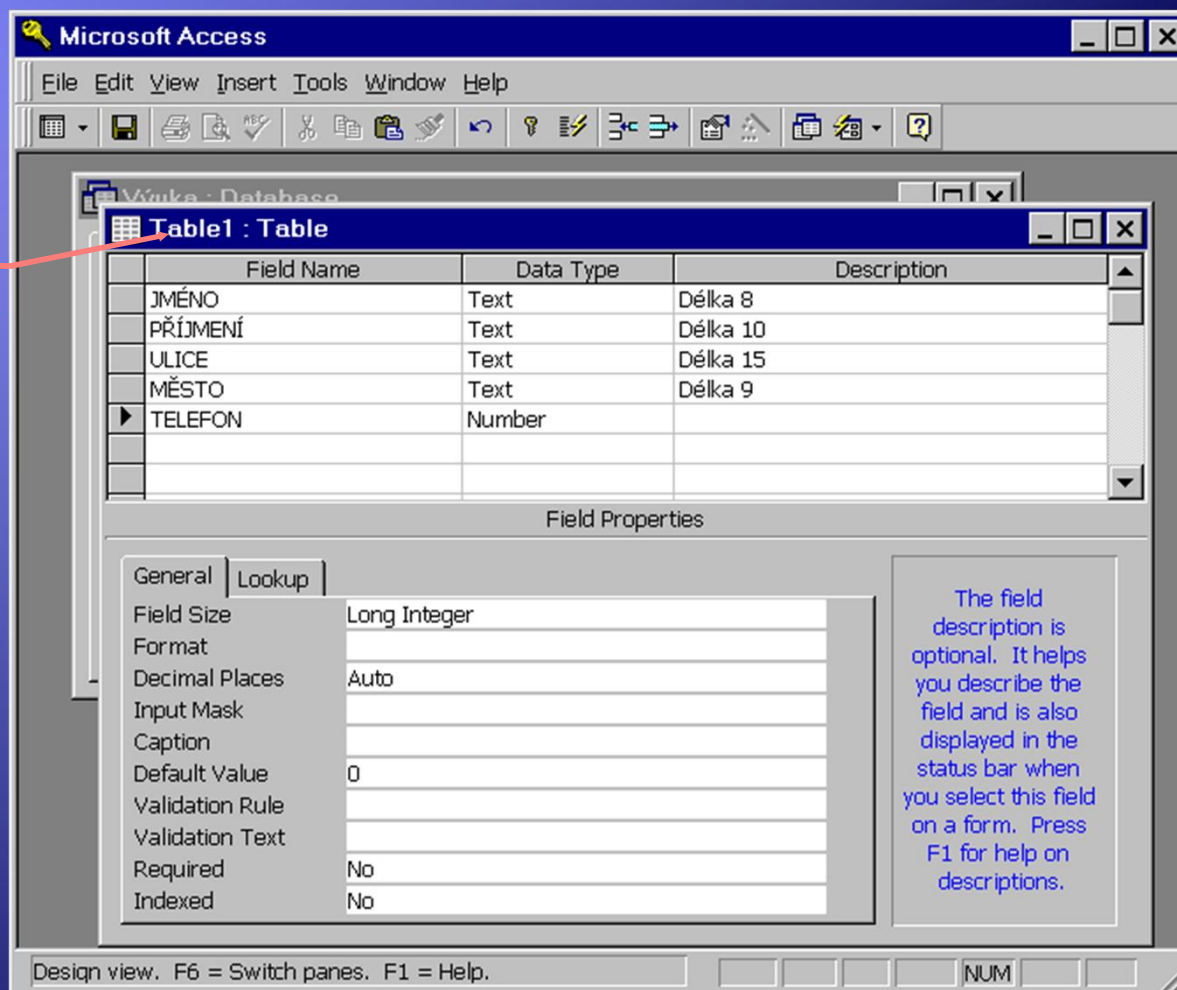 Microsoft Access
File Edit View Insert Tools Window Help
ABC
Výuka : Database
Table1 : Table
Field Name Data Type Description
JMÉNO Text Délka 8
PŘÍJMENÍ Text Délka 10
ULICE Text Délka 15
MĚSTO Text Délka 9
TELEFON Number
Field Properties
General Lookup
Field Size Long Integer
Format
Decimal Places Auto
Input Mask
Caption
Default Value 0
Validation Rule
Validation Text
Required No
Indexed No
The field
description is
optional. It helps
you describe the
field and is also
displayed in the
status bar when
you select this field
on a form. Press
F1 for help on
descriptions.
Design view. F6 = Switch panes. F1 = Help.
NUM